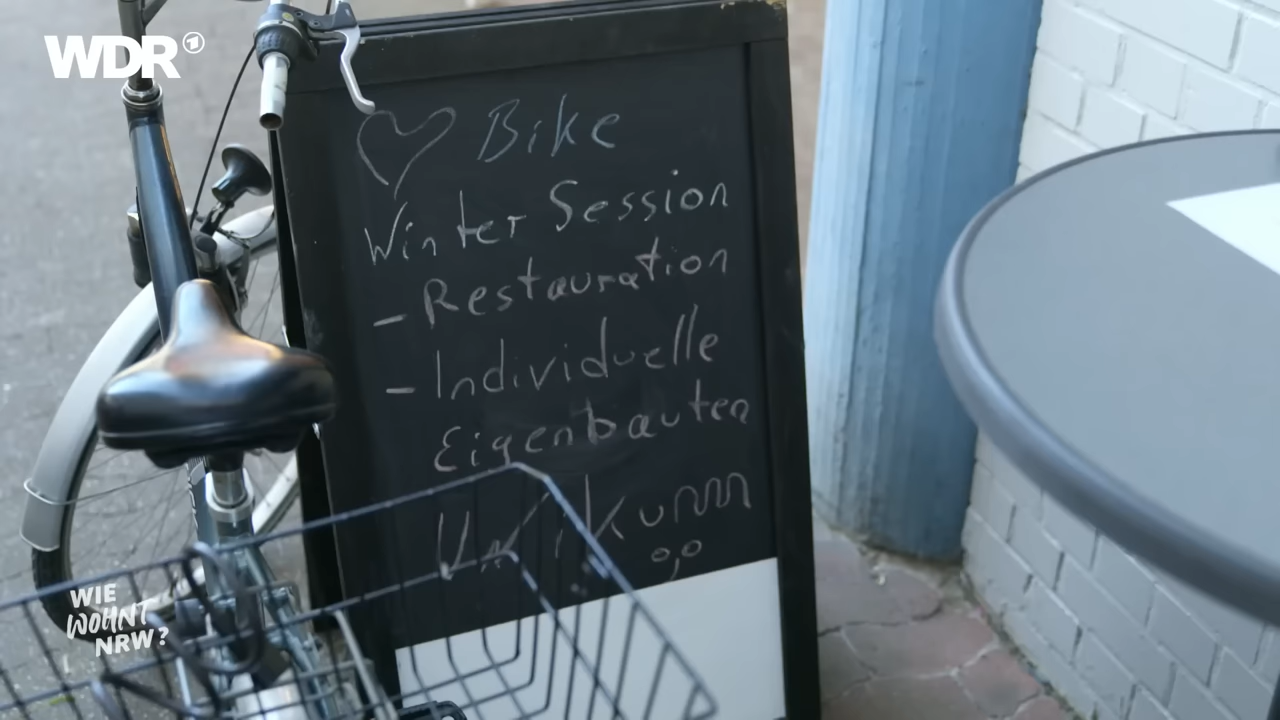 WDR
Bike
Winter Session
- Restauration
- Individuelle
Eigenbauten
WIE
WOHNT
NRW?